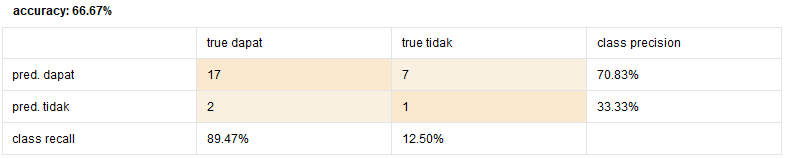 accuracy: 66.67%
true dapat true tidak class precision
pred. dapat 17 7 70.83%
pred. tidak 2 1 33.33%
class recall 89.47% 12.50%